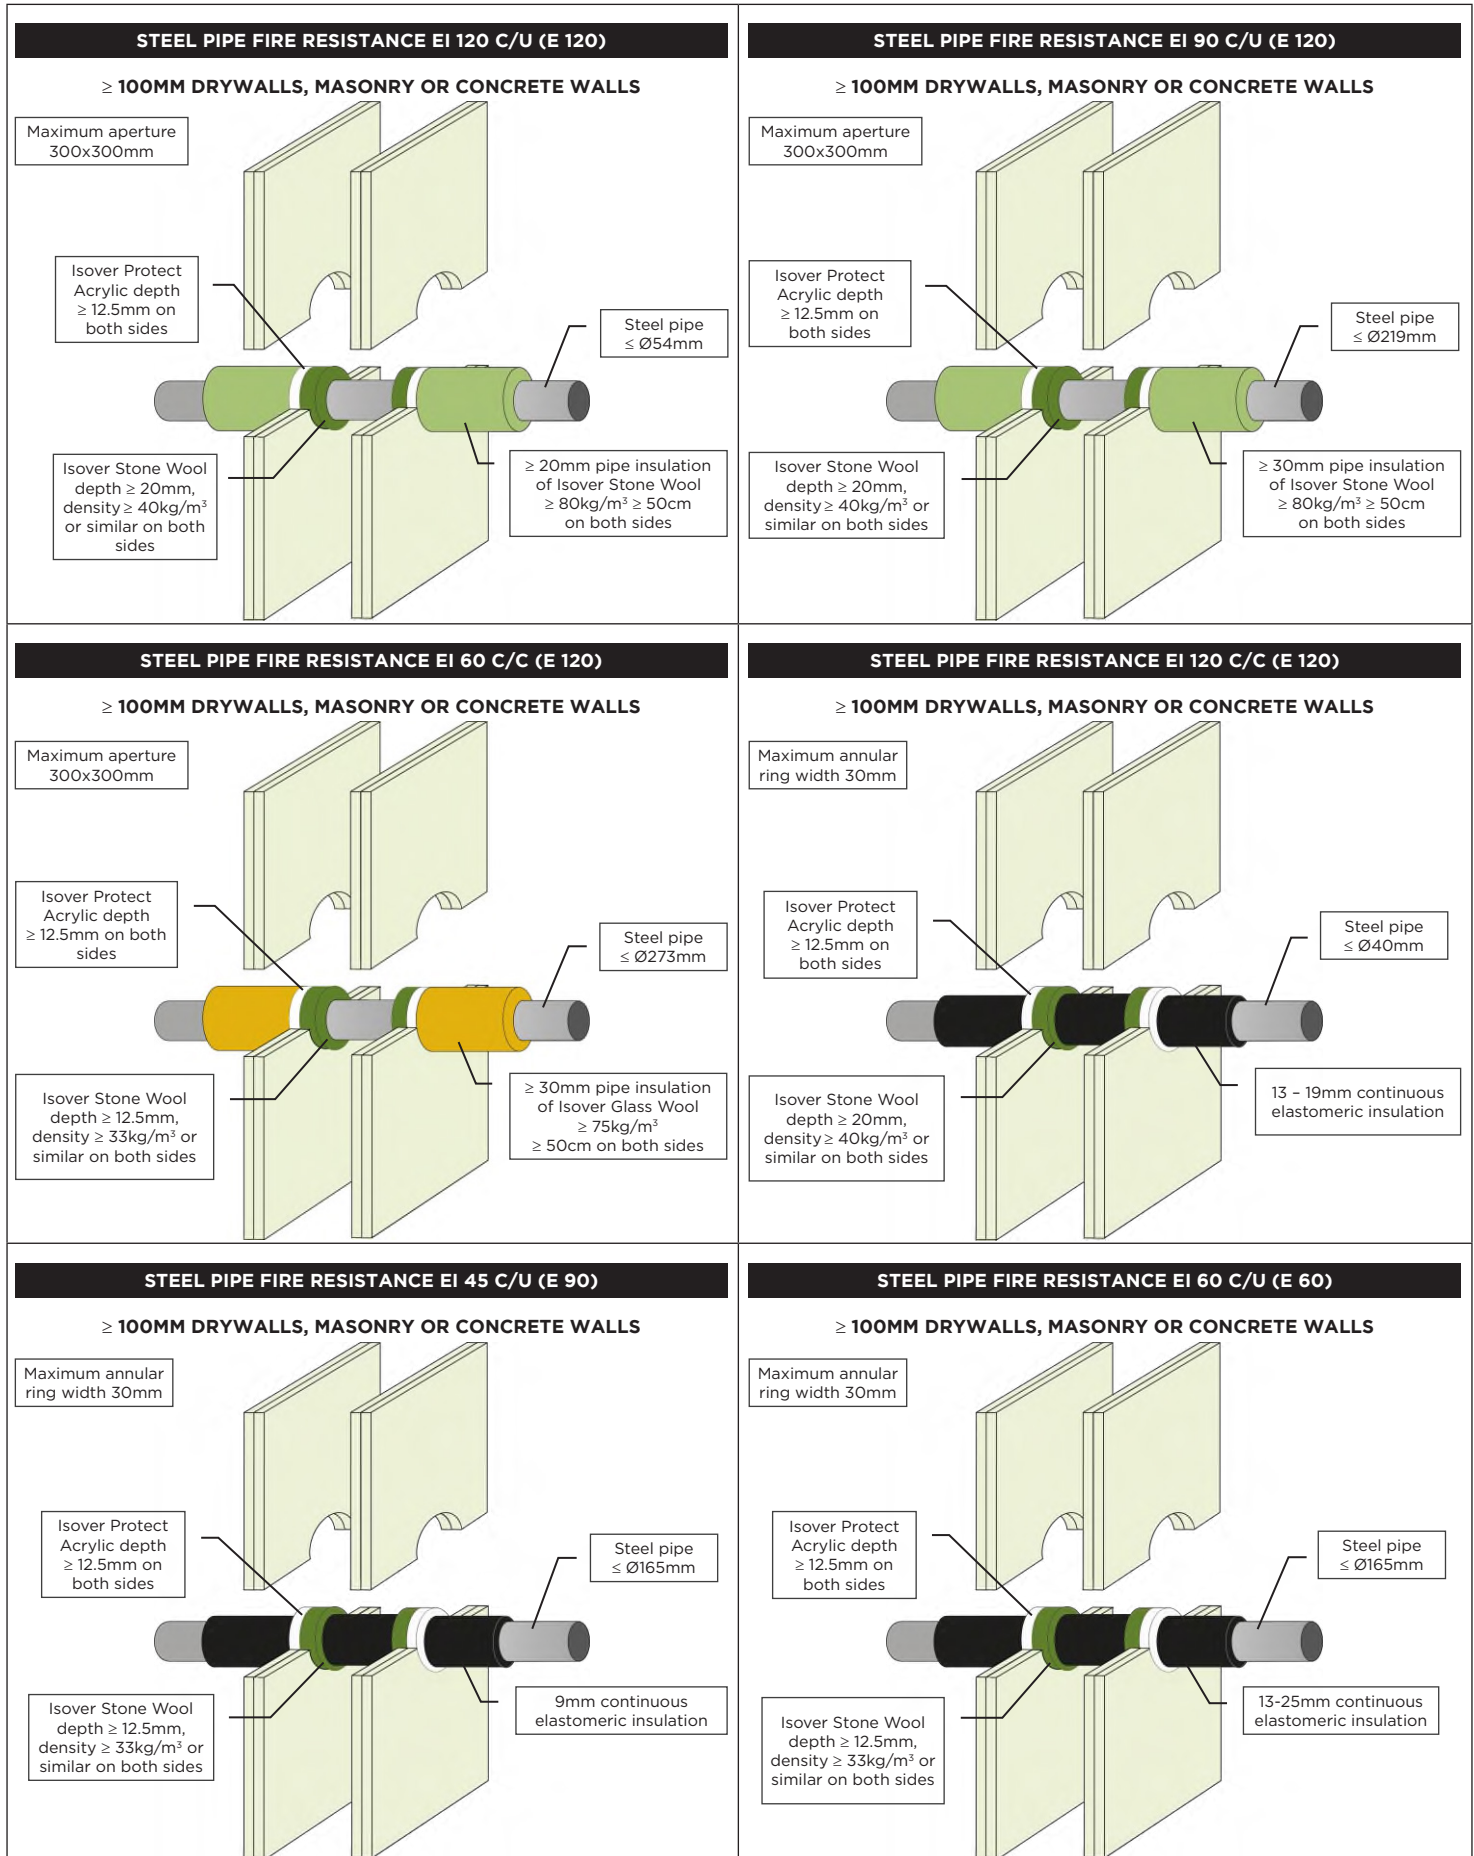 STEEL PIPE FIRE RESISTANCE EI 120 C/U (E 120)
≥ 100MM DRYWALLS, MASONRY OR CONCRETE WALLS
Maximum aperture
300x300mm
Isover Protect
Acrylic depth
≥ 12.5mm on
both sides
Steel pipe
≤ Ø54mm
Isover Stone Wool
depth ≥ 20mm,
density ≥ 40kg/m³
or similar on both
sides
≥ 20mm pipe insulation
of Isover Stone Wool
≥ 80kg/m³ ≥ 50cm
on both sides
STEEL PIPE FIRE RESISTANCE EI 90 C/U (E 120)
≥ 100MM DRYWALLS, MASONRY OR CONCRETE WALLS
Maximum aperture
300x300mm
Isover Protect
Acrylic depth
≥ 12.5mm on
both sides
Steel pipe
≤ Ø219mm
Isover Stone Wool
depth ≥ 20mm,
density ≥ 40kg/m³ or
similar on both sides
≥ 30mm pipe insulation
of Isover Stone Wool
≥ 80kg/m³ ≥ 50cm
on both sides
STEEL PIPE FIRE RESISTANCE EI 60 C/C (E 120)
≥ 100MM DRYWALLS, MASONRY OR CONCRETE WALLS
Maximum aperture
300x300mm
Isover Protect
Acrylic depth
≥ 12.5mm on both
sides
Steel pipe
≤ Ø273mm
Isover Stone Wool
depth ≥ 12.5mm,
density ≥ 33kg/m³ or
similar on both sides
≥ 30mm pipe insulation
of Isover Glass Wool
≥ 75kg/m³
≥ 50cm on both sides
STEEL PIPE FIRE RESISTANCE EI 120 C/C (E 120)
≥ 100MM DRYWALLS, MASONRY OR CONCRETE WALLS
Maximum annular
ring width 30mm
Isover Protect
Acrylic depth
≥ 12.5mm on
both sides
Steel pipe
≤ Ø40mm
Isover Stone Wool
depth ≥ 20mm,
density ≥ 40kg/m³ or
similar on both sides
13 – 19mm continuous
elastomeric insulation
STEEL PIPE FIRE RESISTANCE EI 45 C/U (E 90)
≥ 100MM DRYWALLS, MASONRY OR CONCRETE WALLS
Maximum annular
ring width 30mm
Isover Protect
Acrylic depth
≥ 12.5mm on
both sides
Steel pipe
≤ Ø165mm
Isover Stone Wool
depth ≥ 12.5mm,
density ≥ 33kg/m³ or
similar on both sides
9mm continuous
elastomeric insulation
STEEL PIPE FIRE RESISTANCE EI 60 C/U (E 60)
≥ 100MM DRYWALLS, MASONRY OR CONCRETE WALLS
Maximum annular
ring width 30mm
Isover Protect
Acrylic depth
≥ 12.5mm on
both sides
Steel pipe
≤ Ø165mm
Isover Stone Wool
depth ≥ 12.5mm,
density ≥ 33kg/m³ or
similar on both sides
13-25mm continuous
elastomeric insulation